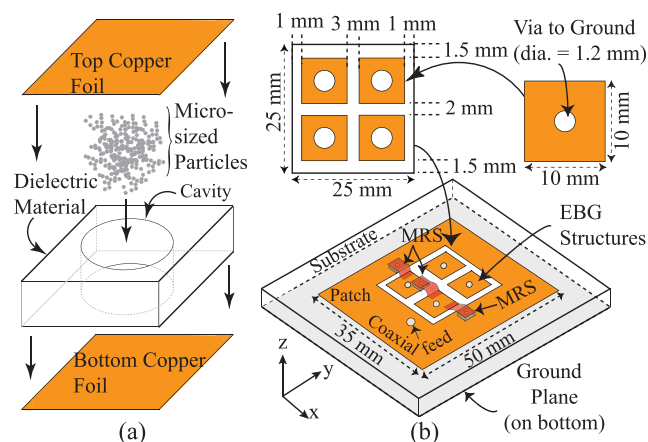 Top Copper
Foil
Micro-
sized
Particles
Dielectric
Material
Cavity
Bottom Copper
Foil
(a)
1 mm
3 mm
1 mm
1.5 mm
25 mm
2 mm
1.5 mm
25 mm
Via to Ground
(dia. = 1.2 mm)
10 mm
10 mm
EBG
Structures
Substrate
MRS
Patch
MRS
Coaxial
feed
35 mm
50 mm
Ground
Plane
(on bottom)
z
y
x
(b)